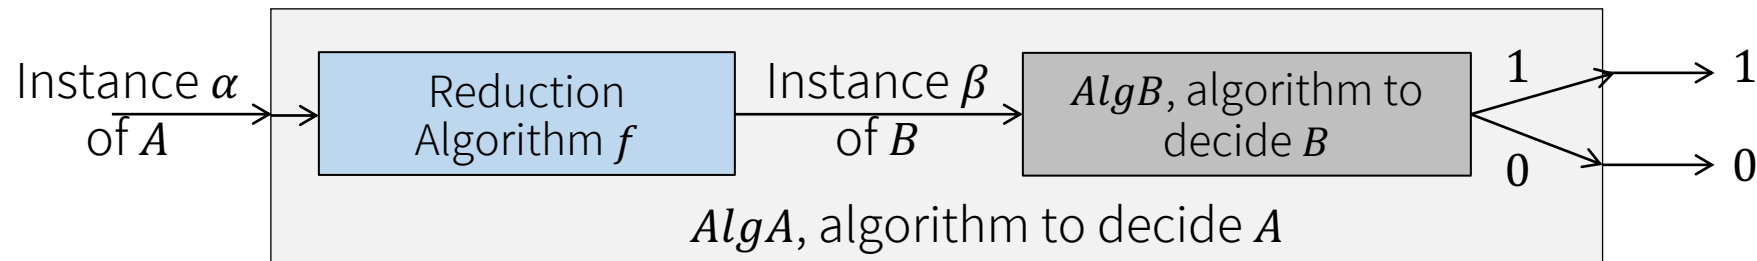 Instance α
of A
Reduction
Algorithm f
Instance β
of B
AlgB, algorithm to
decide B
1
0
1
0
AlgA, algorithm to decide A